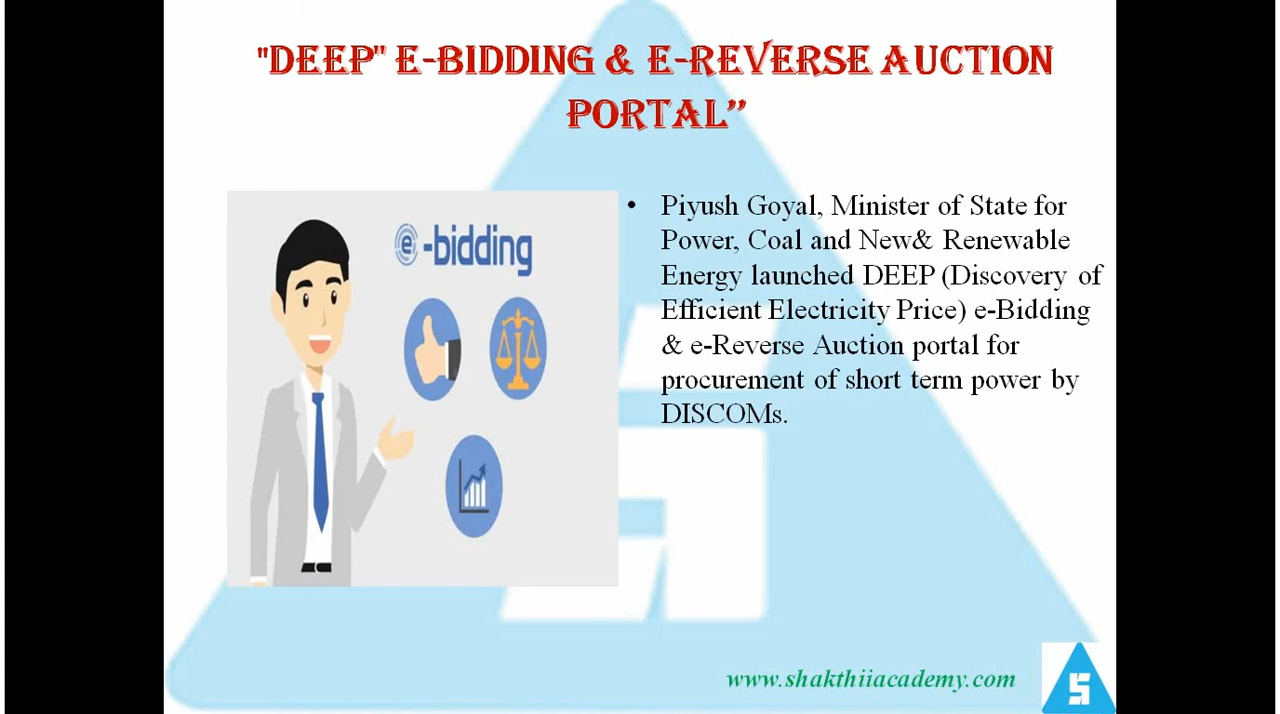 "DEEP" E-BIDDING & E-REVERSE AUCTION
PORTAL”
e-bidding
• Piyush Goyal, Minister of State for
Power, Coal and New& Renewable
Energy launched DEEP (Discovery of
Efficient Electricity Price) e-Bidding
& e-Reverse Auction portal for
procurement of short term power by
DISCOMs.
www.shakthiiacademy.com